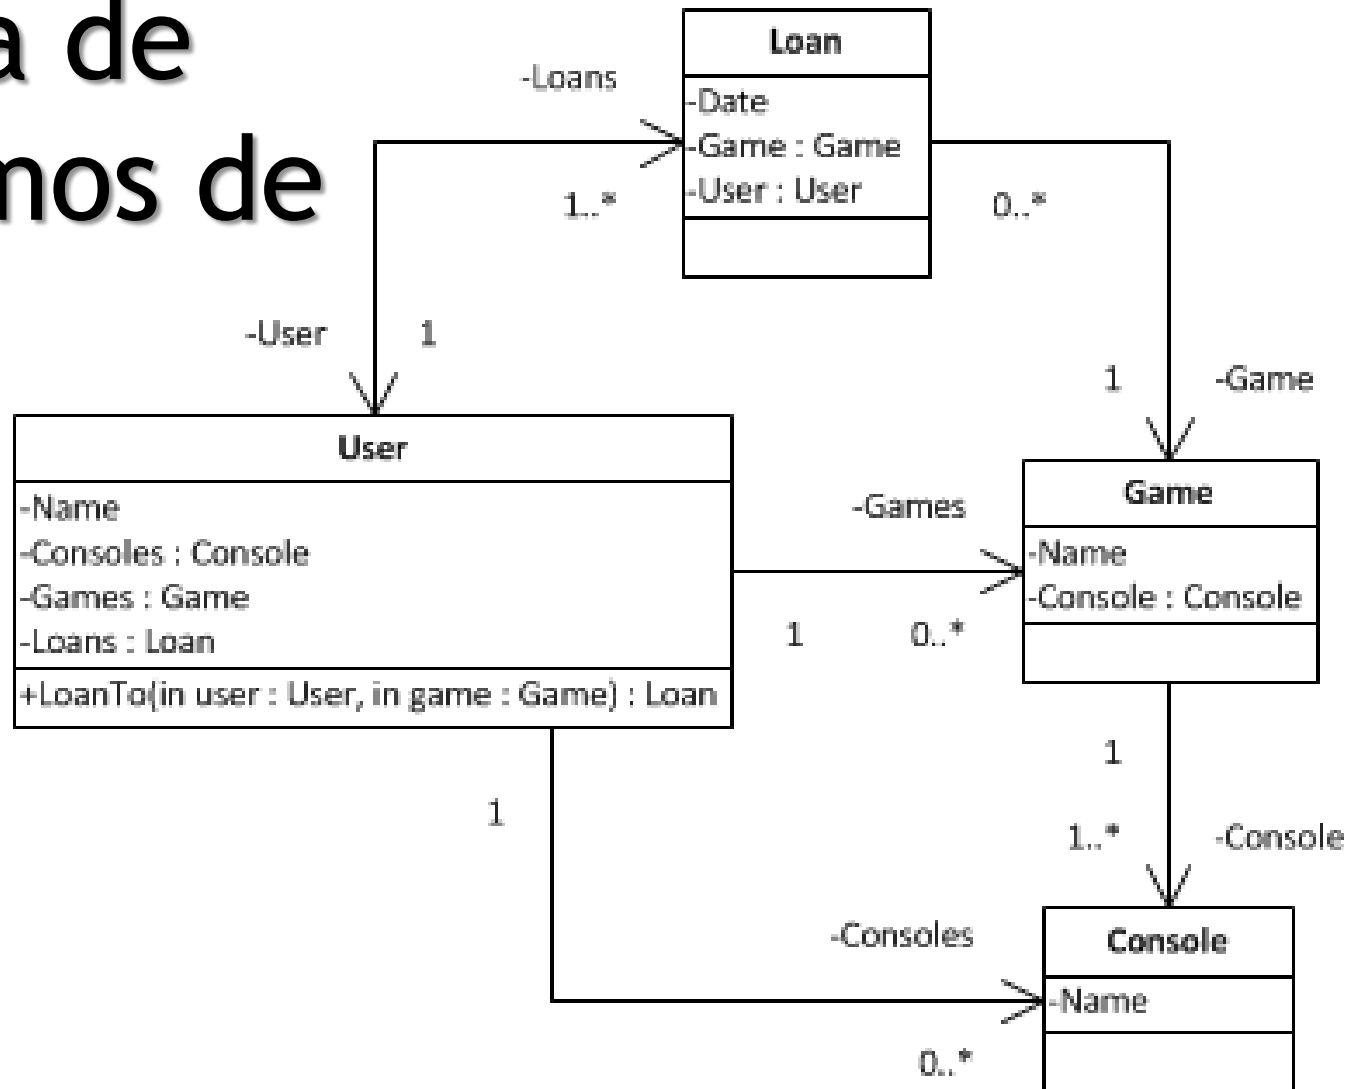 a de
mos de
Loan
-Loans
-Date
-Game : Game
-User : User
1..*
0..*
-User
1
1
-Game
User
-Name
-Consoles : Console
-Games : Game
-Loans : Loan
+LoanTo(in user : User, in game : Game) : Loan
-Games
1
0..*
Game
-Name
-Console : Console
1
1..*
-Console
1
-Consoles
0..*
Console
-Name